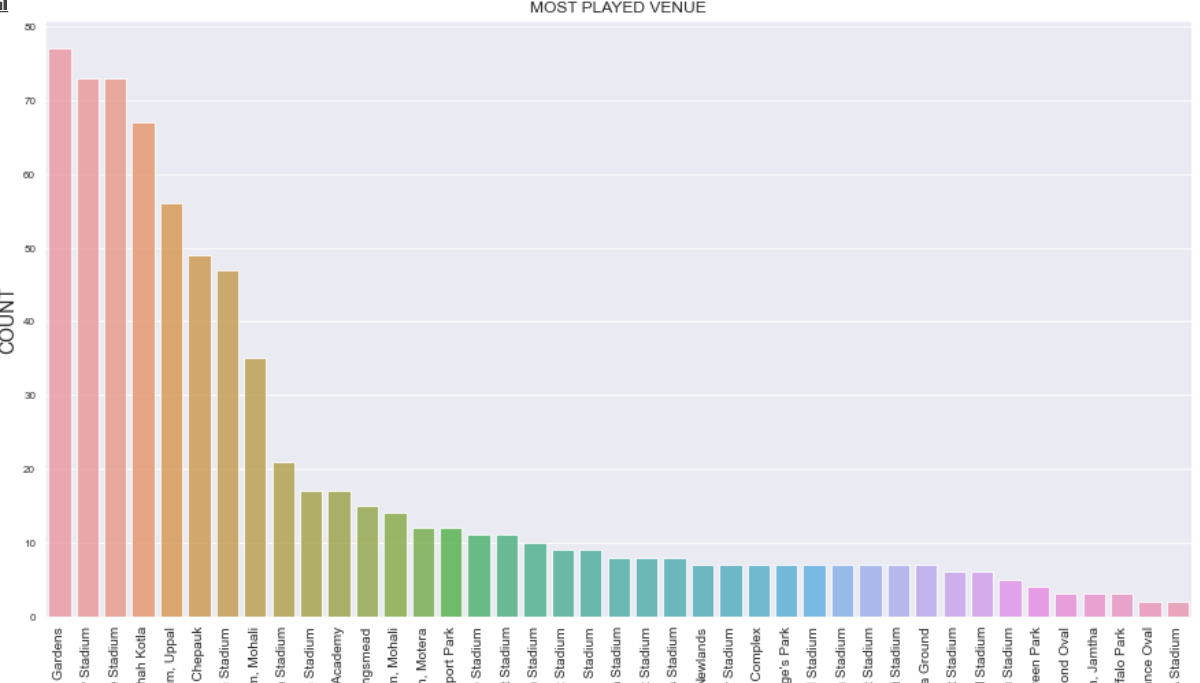 MOST PLAYED VENUE
80
70
60
50
40
30
20
10
0
COUNT
Gardens
Stadium
Stadium
hah Kotla
m, Uppal
Chepauk
Stadium
m, Mohali
Stadium
Stadium
Academy
ngsmead
m, Mohali
, Motera
port Park
Stadium
Stadium
Stadium
Stadium
Stadium
Stadium
Stadium
Stadium
Newlands
Stadium
Complex
ge's Park
Stadium
Stadium
Stadium
Stadium
a Ground
Stadium
Stadium
Stadium
een Park
ond Oval
, Jamtha
ffalo Park
nce Oval
Stadium